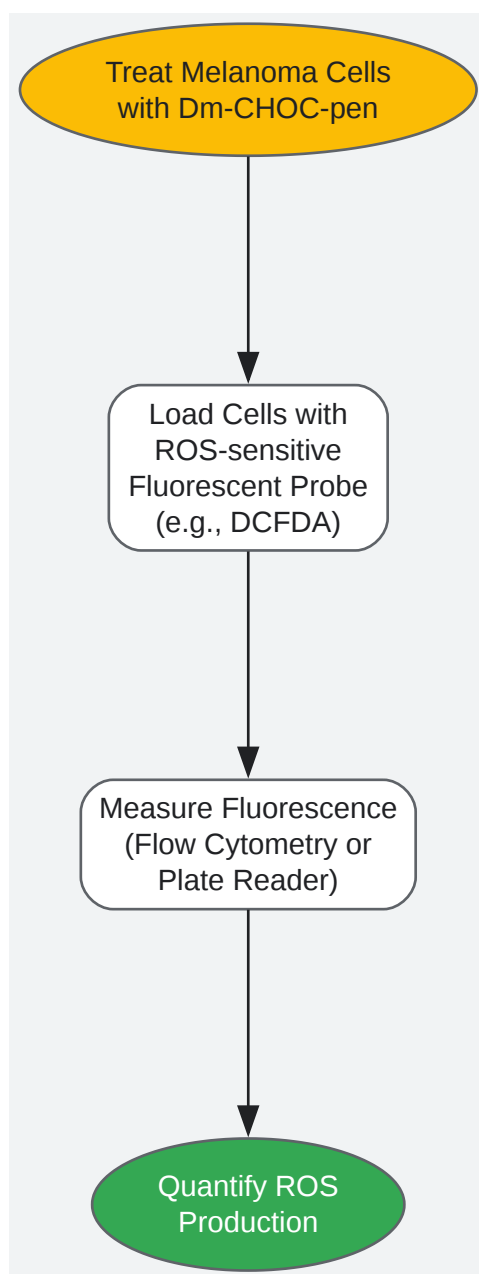 Treat Melanoma Cells
with Dm-CHOC-pen
Load Cells with
ROS-sensitive
Fluorescent Probe
(e.g., DCFDA)
Measure Fluorescence
(Flow Cytometry or
Plate Reader)
Quantify ROS
Production